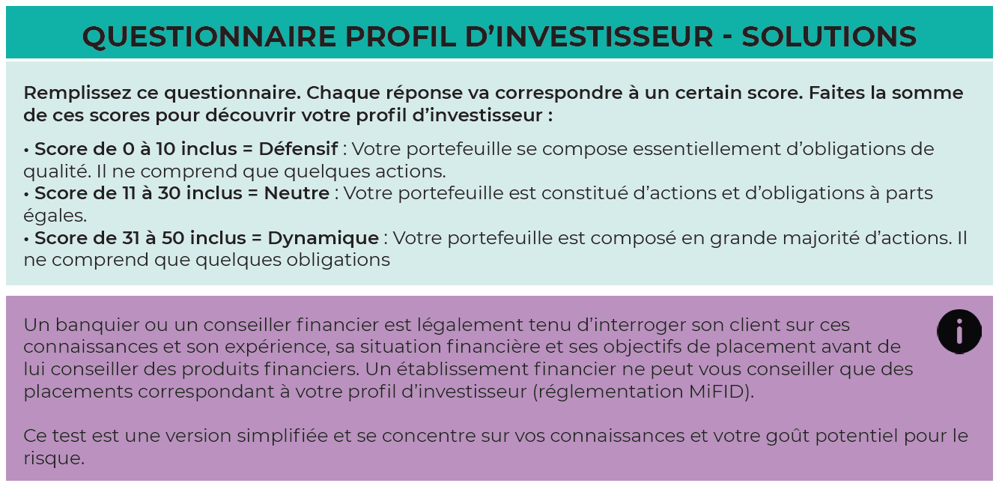 QUESTIONNAIRE PROFIL D’INVESTISSEUR - SOLUTIONS
Remplissez ce questionnaire. Chaque réponse va correspondre à un certain score. Faites la somme
de ces scores pour découvrir votre profil d’investisseur :
• Score de 0 à 10 inclus = Défensif : Votre portefeuille se compose essentiellement d’obligations de
qualité. Il ne comprend que quelques actions.
• Score de 11 à 30 inclus = Neutre : Votre portefeuille est constitué d’actions et d’obligations à parts
égales.
• Score de 31 à 50 inclus = Dynamique : Votre portefeuille est composé en grande majorité d’actions. Il
ne comprend que quelques obligations
Un banquier ou un conseiller financier est légalement tenu d’interroger son client sur ces
connaissances et son expérience, sa situation financière et ses objectifs de placement avant de
lui conseiller des produits financiers. Un établissement financier ne peut vous conseiller que des
placements correspondant à votre profil d’investisseur (réglementation MiFID).
Ce test est une version simplifiée et se concentre sur vos connaissances et votre goût potentiel pour le
risque.